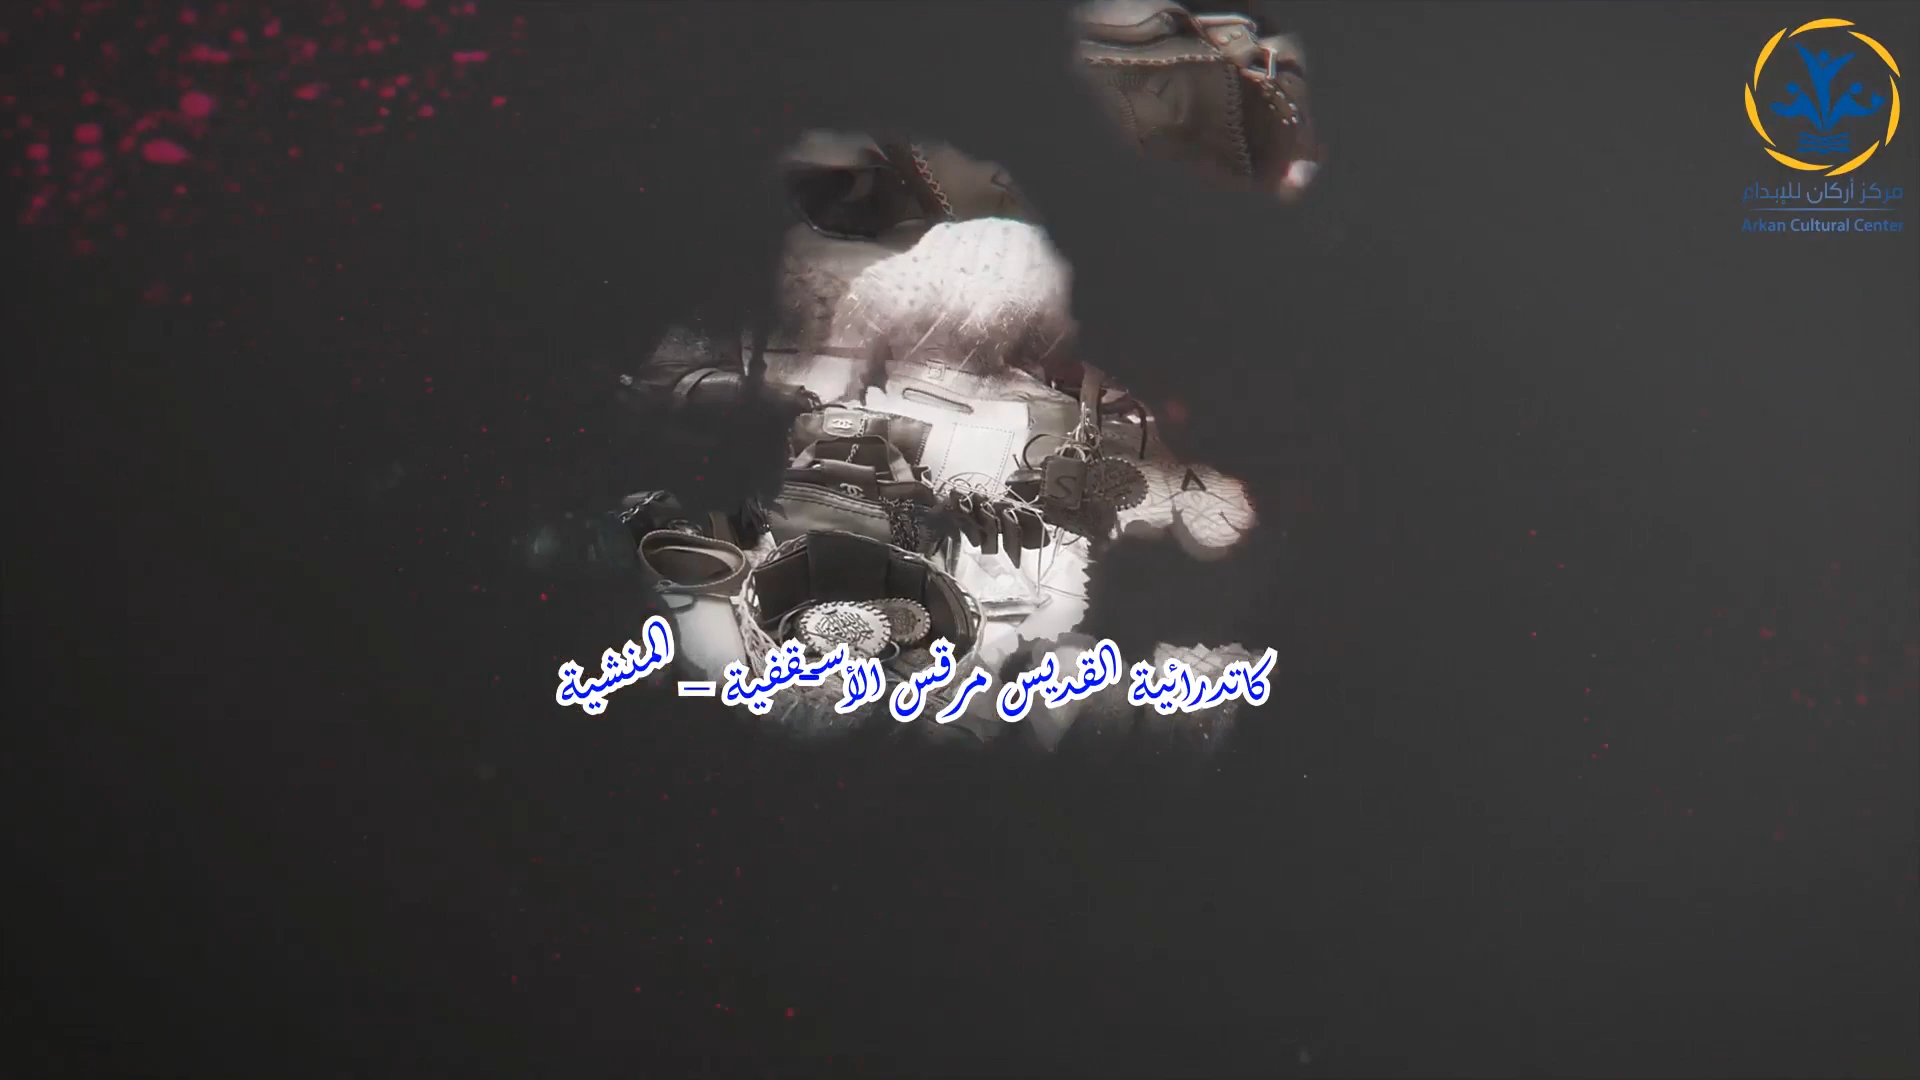 مركز أركان للإبداع
Arkan Cultural Center
S
كاتدرائية القديس مرقس الأسقفية – المنشية